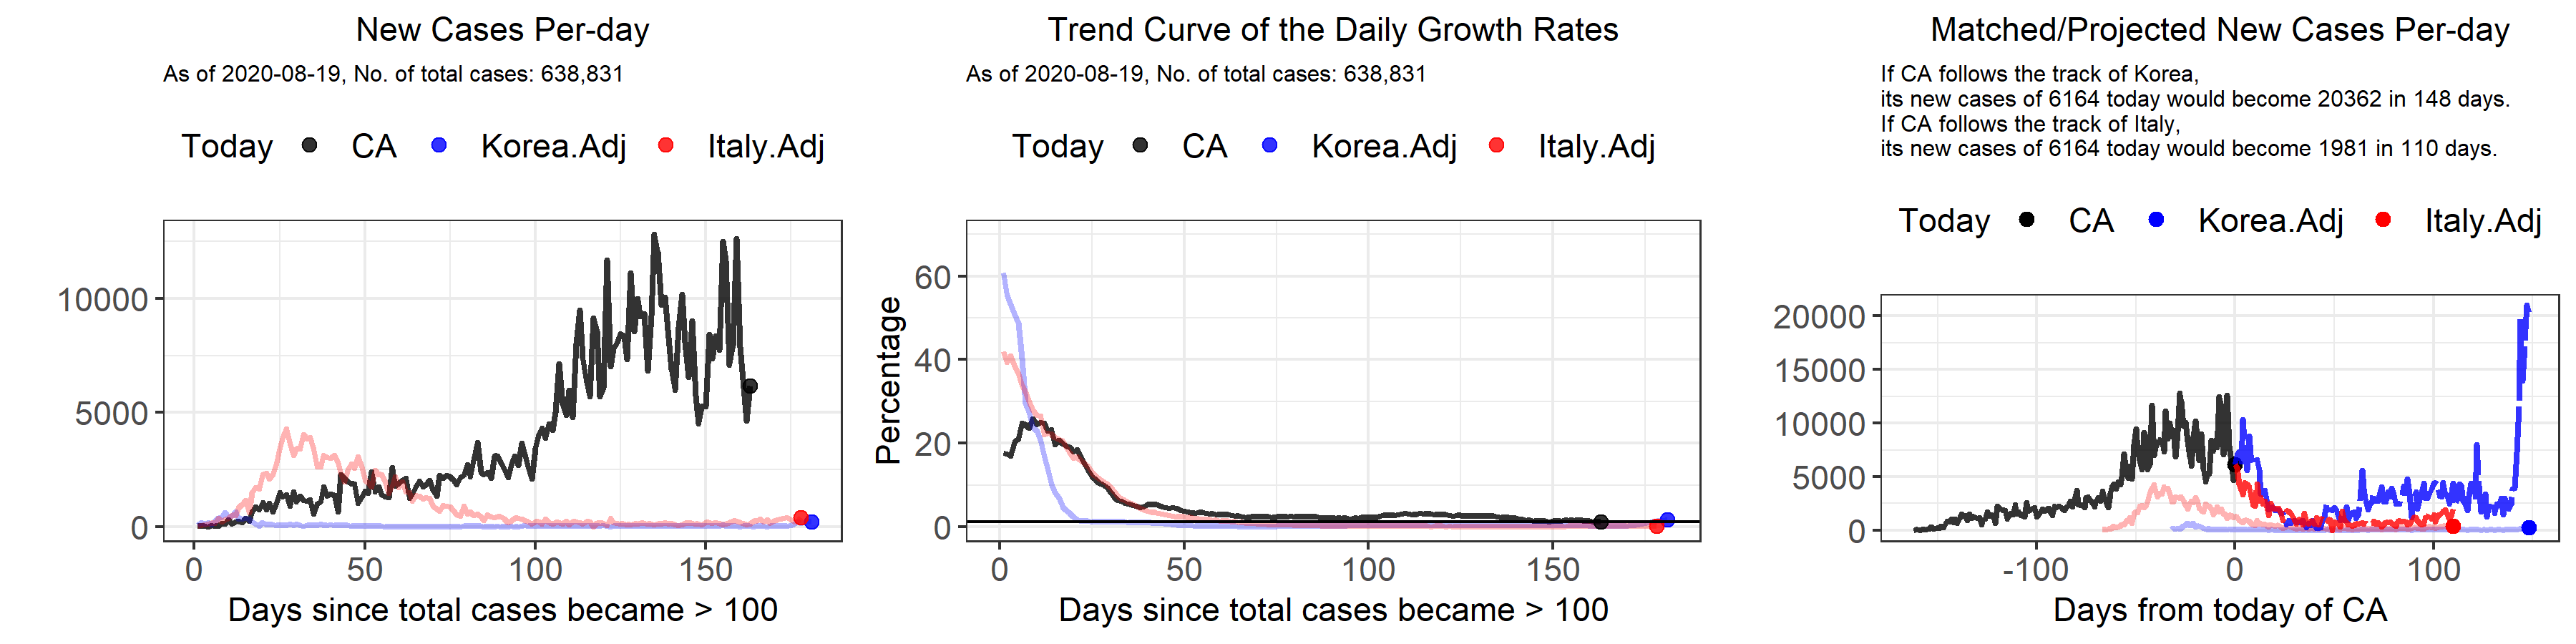 New Cases Per-day
As of 2020-08-19, No. of total cases: 638,831
Today CA Korea.Adj Italy.Adj
10000
5000
0
0 50 100 150
Days since total cases became > 100
Trend Curve of the Daily Growth Rates
As of 2020-08-19, No. of total cases: 638,831
Today CA Korea.Adj Italy.Adj
Percentage
60
40
20
0
0 50 100 150
Days since total cases became > 100
Matched/Projected New Cases Per-day
If CA follows the track of Korea,
its new cases of 6164 today would become 20362 in 148 days.
If CA follows the track of Italy,
its new cases of 6164 today would become 1981 in 110 days.
Today CA Korea.Adj Italy.Adj
20000
15000
10000
5000
0
-100 0 100
Days from today of CA